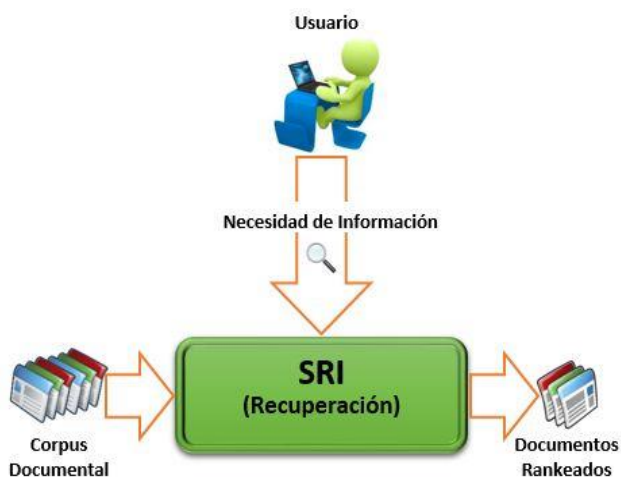 Usuario
Necesidad de Información
SRI
(Recuperación)
Corpus
Documental
Documentos
Rankeados